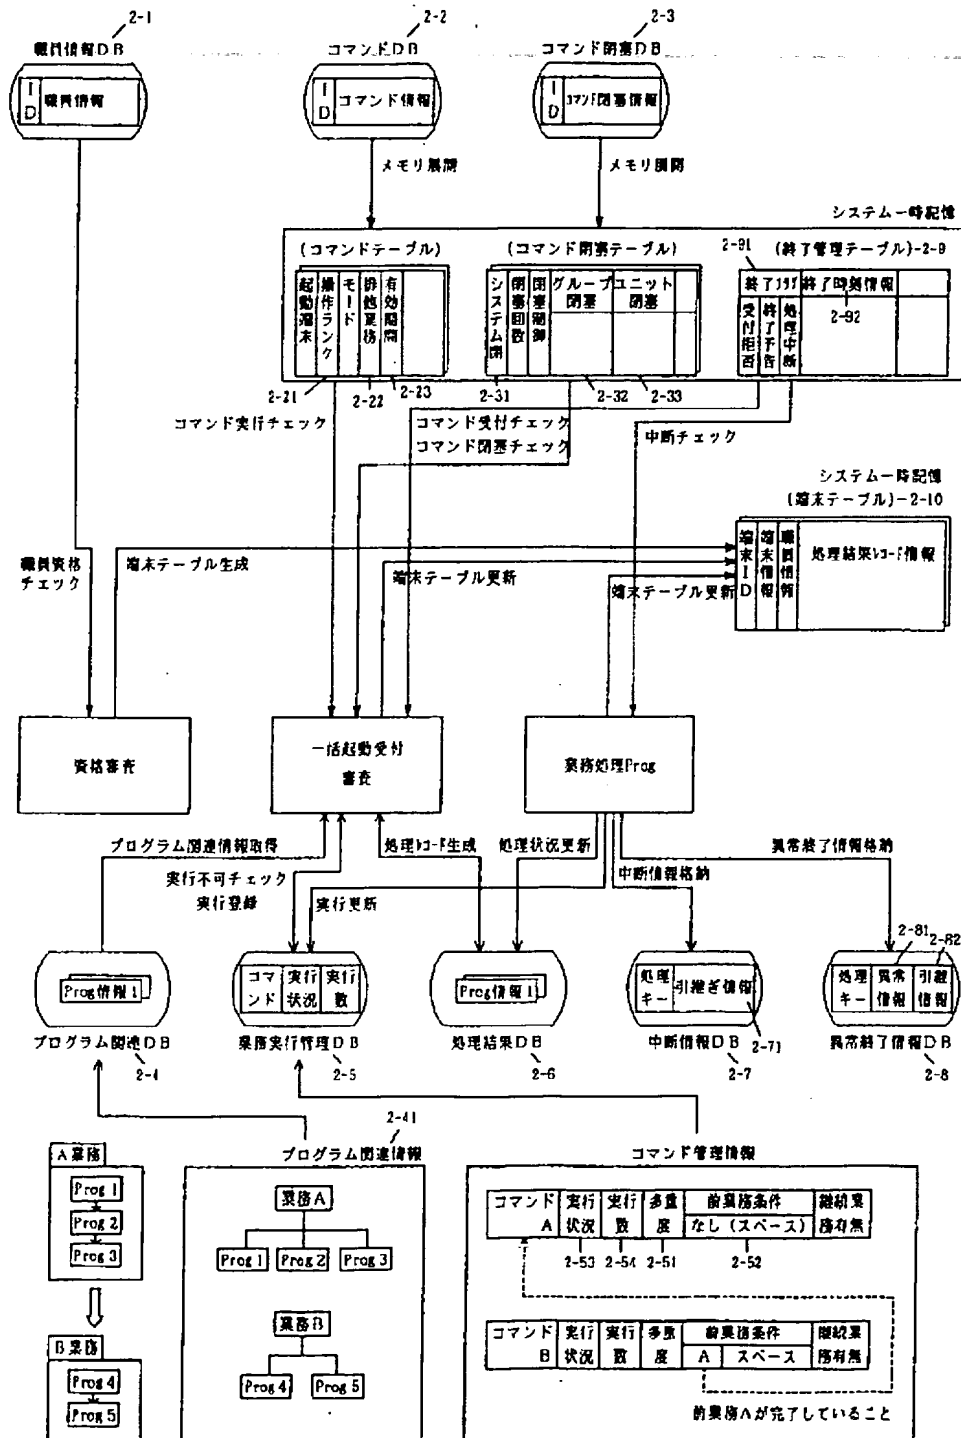 2-1
2-2
2-3
職員情報DB
コマンドDB
コマンド閉塞DB
ID
職員情報
ID
コマンド情報
ID
コマンド閉塞情報
メモリ展開
メモリ展開
システム一時記憶
(コマンドテーブル)
(コマンド閉塞テーブル)
2-91
(終了管理テーブル)-2-9
起動端末
操作ランク
モード
排他業務
有効期間
システム閉
閉塞回数
閉塞制御
グループ閉塞
ユニット閉塞
終了フラグ
終了時刻情報
受付拒否
終了予告
処理中断
2-92
2-21
2-22
2-23
2-31
2-32
2-33
コマンド実行チェック
コマンド受付チェック
コマンド閉塞チェック
中断チェック
システム一時記憶
(端末テーブル)-2-10
端末ID
端末情報
職員情報
処理結果レコード情報
職員資格
チェック
端末テーブル生成
端末テーブル更新
端末テーブル更新
資格審査
一括起動受付
審査
業務処理Prog
プログラム関連情報取得
処理レコード生成
処理状況更新
異常終了情報格納
実行不可チェック
実行登録
実行更新
中断情報格納
2-81
2-82
Prog情報1
コマンド
実行状況
実行数
Prog情報1
処理キー
引継ぎ情報
処理キー
異常情報
引継情報
2-71
プログラム関連DB
業務実行管理DB
処理結果DB
中断情報DB
異常終了情報DB
2-4
2-5
2-6
2-7
2-8
2-41
プログラム関連情報
コマンド管理情報
A業務
Prog 1
Prog 2
Prog 3
業務A
Prog 1
Prog 2
Prog 3
コマンドA
実行状況
実行数
多重度
前業務条件
なし(スペース)
継続業務有無
2-53
2-54
2-51
2-52
B業務
Prog 4
Prog 5
業務B
Prog 4
Prog 5
コマンドB
実行状況
実行数
多重度
前業務条件
A
スペース
継続業務有無
前業務Aが完了していること